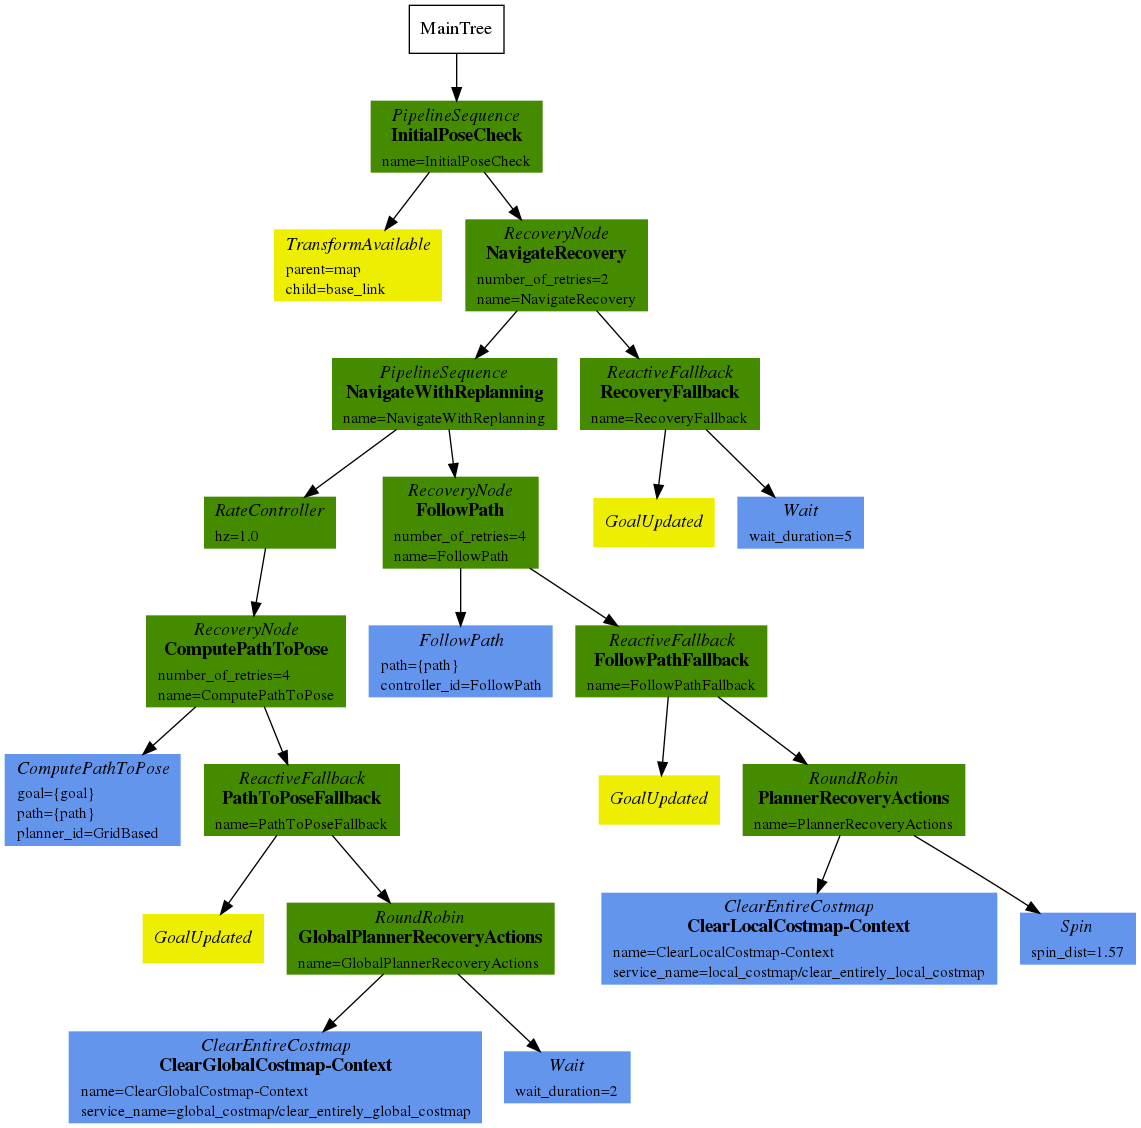 MainTree
PipelineSequence
InitialPoseCheck
name=InitialPoseCheck
TransformAvailable
parent=map
child=base_link
RecoveryNode
NavigateRecovery
number_of_retries=2
name=NavigateRecovery
PipelineSequence
NavigateWithReplanning
name=NavigateWithReplanning
ReactiveFallback
RecoveryFallback
name=RecoveryFallback
RateController
hz=1.0
RecoveryNode
FollowPath
number_of_retries=4
name=FollowPath
GoalUpdated
Wait
wait_duration=5
RecoveryNode
ComputePathToPose
number_of_retries=4
name=ComputePathToPose
FollowPath
path={path}
controller_id=FollowPath
ReactiveFallback
FollowPathFallback
name=FollowPathFallback
ComputePathToPose
goal={goal}
path={path}
planner_id=GridBased
ReactiveFallback
PathToPoseFallback
name=PathToPoseFallback
GoalUpdated
RoundRobin
PlannerRecoveryActions
name=PlannerRecoveryActions
GoalUpdated
RoundRobin
GlobalPlannerRecoveryActions
name=GlobalPlannerRecoveryActions
ClearEntireCostmap
ClearLocalCostmap-Context
name=ClearLocalCostmap-Context
service_name=local_costmap/clear_entirely_local_costmap
Spin
spin_dist=1.57
ClearEntireCostmap
ClearGlobalCostmap-Context
name=ClearGlobalCostmap-Context
service_name=global_costmap/clear_entirely_global_costmap
Wait
wait_duration=2